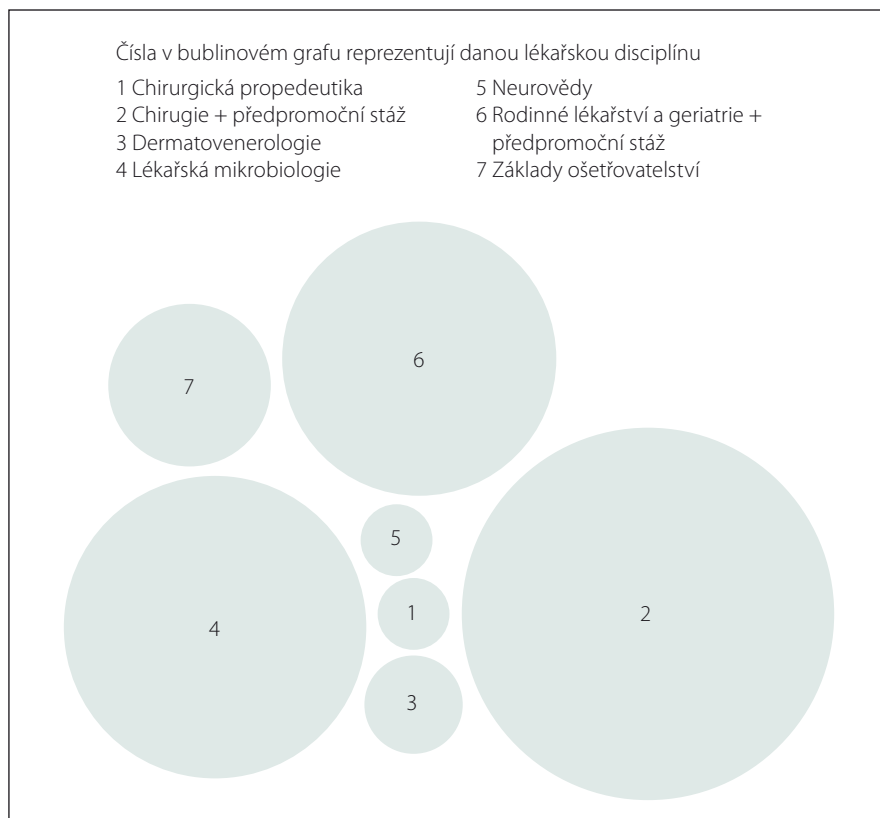 Čísla v bublinovém grafu reprezentují danou lékařskou disciplínu
1 Chirurgická propedeutika
2 Chirugie + předpromoční stáž
3 Dermatovenerologie
4 Lékařská mikrobiologie
5 Neurovědy
6 Rodinné lékařství a geriatrie +
předpromoční stáž
7 Základy ošetřovatelství
6
7
5
1
2
4
3